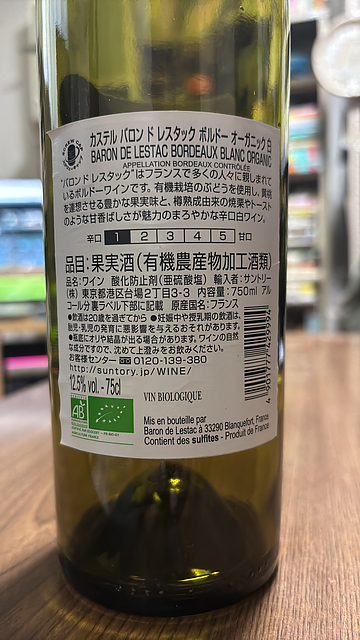 カステル バロン ド レスタック ボルドー オーガニック 白
BARON DE LESTAC BORDEAUX BLANC ORGANIC
APPELLATION BORDEAUX CONTRÔLÉE
"バロン ド レスタック"はフランスで多くの人々に親しまれて
いるボルドーワインです。有機栽培のぶどうを使用し、黄桃
を連想させる豊かな果実味と、樽熟成由来の焼栗やトースト
のような甘香ばしさが魅力のまろやかな辛口白ワイン。
辛口 1 2 3 4 5 甘口
品目:果実酒(有機農産物加工酒類)
品名:ワイン 酸化防止剤(亜硫酸塩) 輸入者:サントリー
(株) 東京都港区台場2丁目3-3 内容量:750ml アル
コール分 裏ラベル下部に記載 原産国名:フランス
●飲酒は20歳を過ぎてから ●妊娠中や授乳期の飲酒は、
胎児・乳児の発育に悪影響を与えるおそれがあります。
●瓶底にオリや結晶が出る場合があります。ワインの自然
な成分ですので、沈めて上澄みをお飲みください。
お客様センター 0120-139-380
http://suntory.jp/WINE/
12.5% vol. - 75cl
VIN BIOLOGIQUE
AB
FR-BIO-01
Mis en bouteille par
Baron de Lestac à 33290 Blanquefort, France
Contient des sulfites - Produit de France
4901777429994